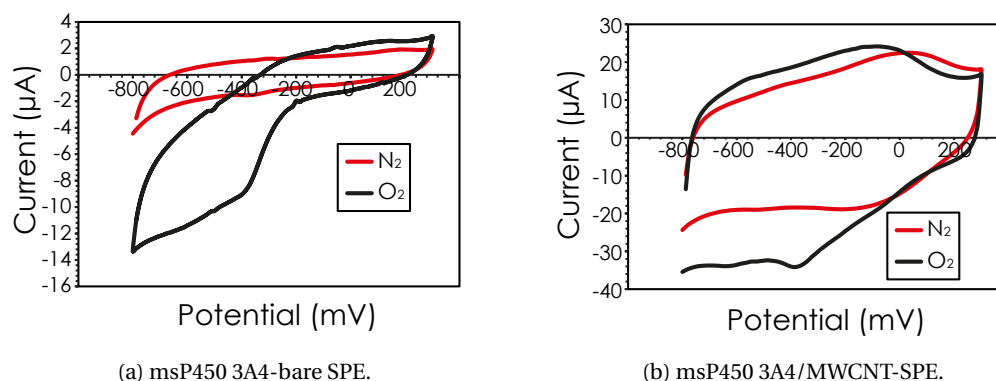 4
2
0
-2
-4
-6
-8
-10
-12
-14
-16
-800 -600 -400 -200 0 200
Current (µA)
N2
O2
Potential (mV)
(a) msP450 3A4-bare SPE.
30
20
10
0
-10
-20
-30
-40
-800 -600 -400 -200 0 200
Current (µA)
N2
O2
Potential (mV)
(b) msP450 3A4/MWCNT-SPE.